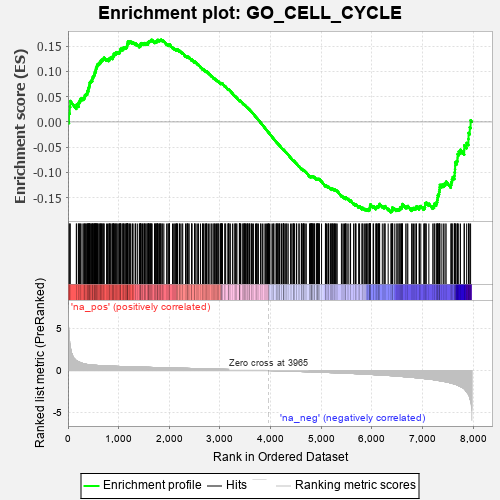 Enrichment plot: GO_CELL_CYCLE
Enrichment score (ES)
0.15
0.10
0.05
0.00
-0.05
-0.10
-0.15
'na_pos' (positively correlated)
Ranked list metric (PreRanked)
5
0
-5
Zero cross at 3965
'na_neg' (negatively correlated)
0
1,000
2,000
3,000
4,000
5,000
6,000
7,000
8,000
Rank in Ordered Dataset
Enrichment profile
Hits
Ranking metric scores